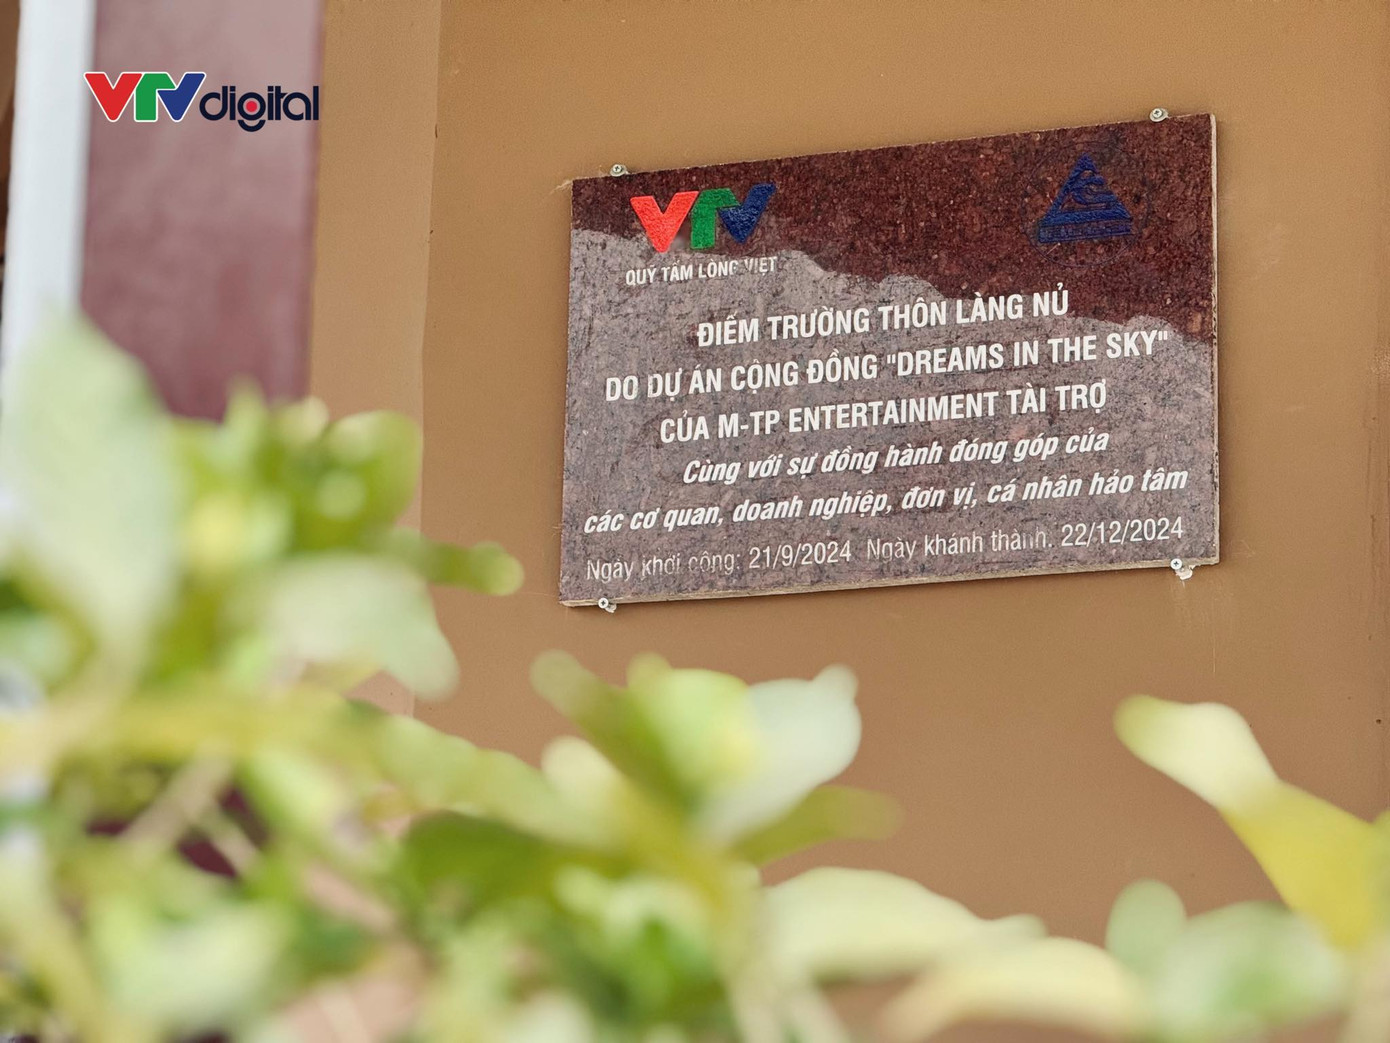 VTV digital
VTV
QUỸ TẤM LÒNG VIỆT
ĐIỂM TRƯỜNG THÔN LÀNG NỦ
DO DỰ ÁN CỘNG ĐỒNG "DREAMS IN THE SKY"
CỦA M-TP ENTERTAINMENT TÀI TRỢ
Cùng với sự đồng hành đóng góp của
các cơ quan, doanh nghiệp, đơn vị, cá nhân hảo tâm
Ngày khởi công: 21/9/2024 Ngày khánh thành: 22/12/2024